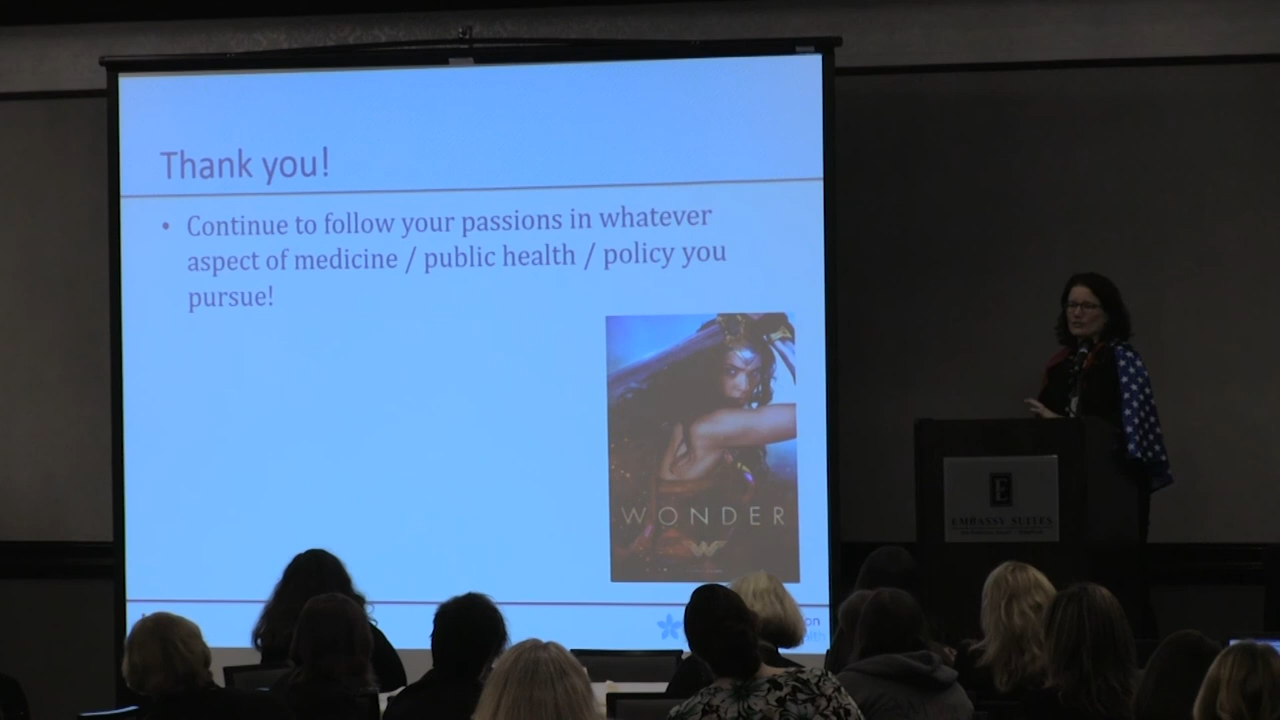 Thank you!
• Continue to follow your passions in whatever
aspect of medicine / public health / policy you
pursue!
WONDER
E
EMBASSY SUITES
on